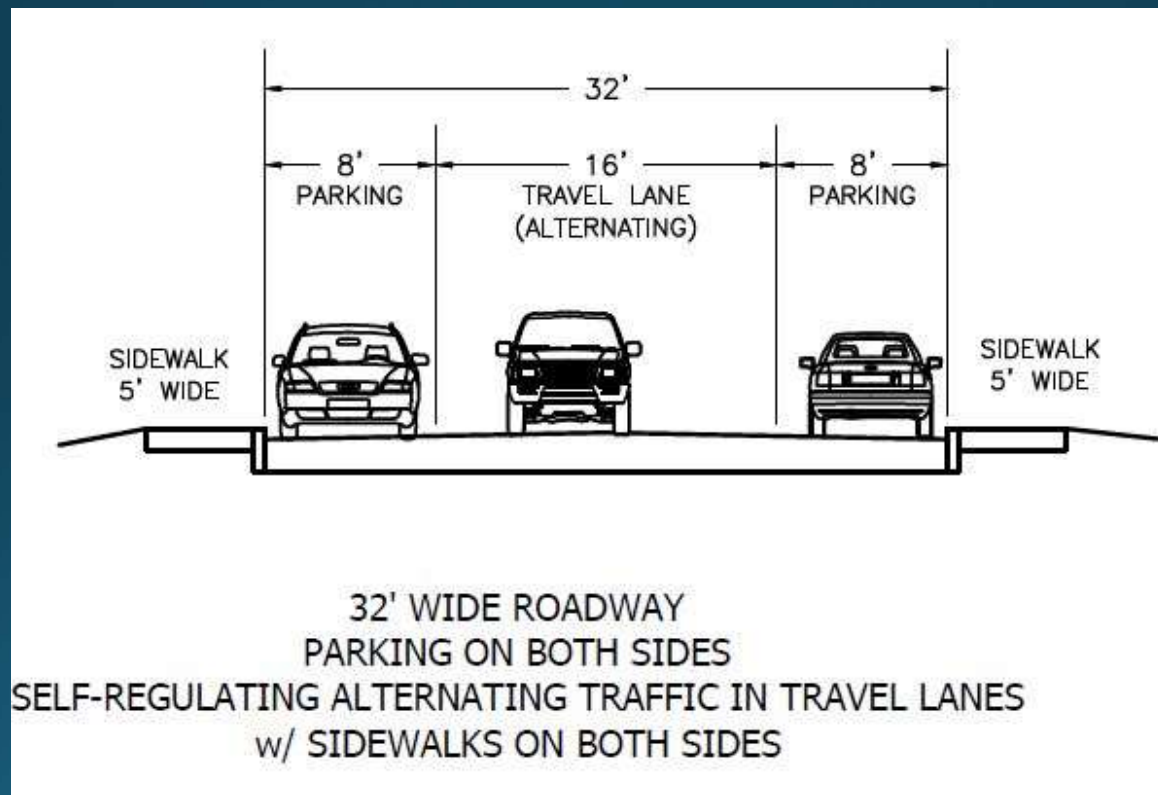 32'
8'
PARKING
16'
TRAVEL LANE
(ALTERNATING)
8'
PARKING
SIDEWALK
5' WIDE
SIDEWALK
5' WIDE
32' WIDE ROADWAY
PARKING ON BOTH SIDES
SELF-REGULATING ALTERNATING TRAFFIC IN TRAVEL LANES
w/ SIDEWALKS ON BOTH SIDES